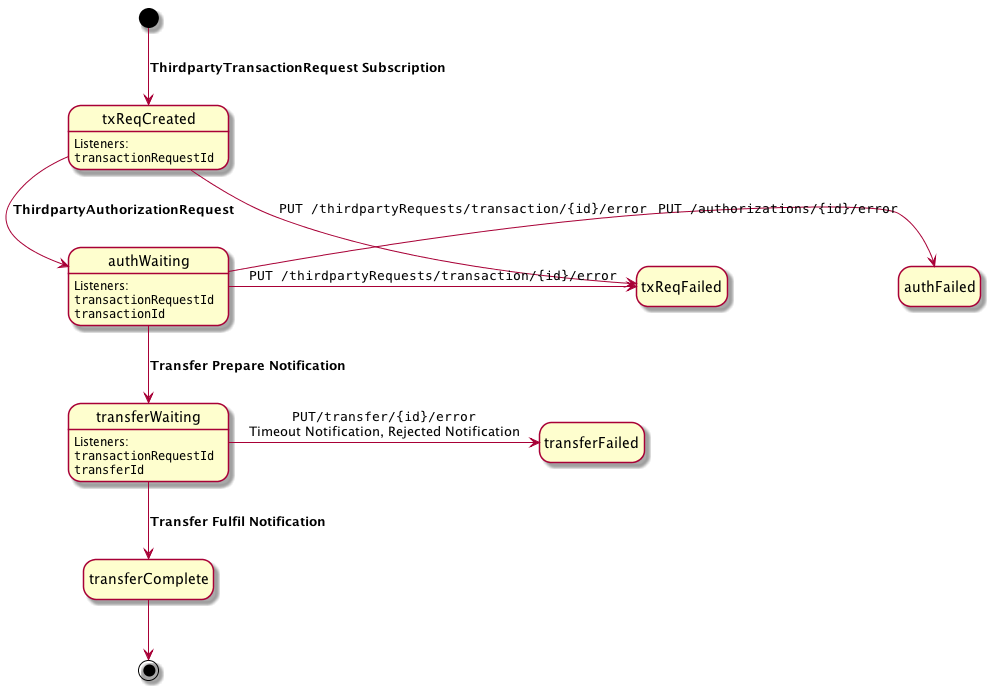 ThirdpartyTransactionRequest Subscription
txReqCreated
Listeners:
transactionRequestId
ThirdpartyAuthorizationRequest
PUT /thirdpartyRequests/transaction/{id}/error
PUT /authorizations/{id}/error
authWaiting
Listeners:
transactionRequestId
transactionId
PUT /thirdpartyRequests/transaction/{id}/error
txReqFailed
authFailed
Transfer Prepare Notification
transferWaiting
Listeners:
transactionRequestId
transferId
PUT/transfer/{id}/error
Timeout Notification, Rejected Notification
transferFailed
Transfer Fulfil Notification
transferComplete